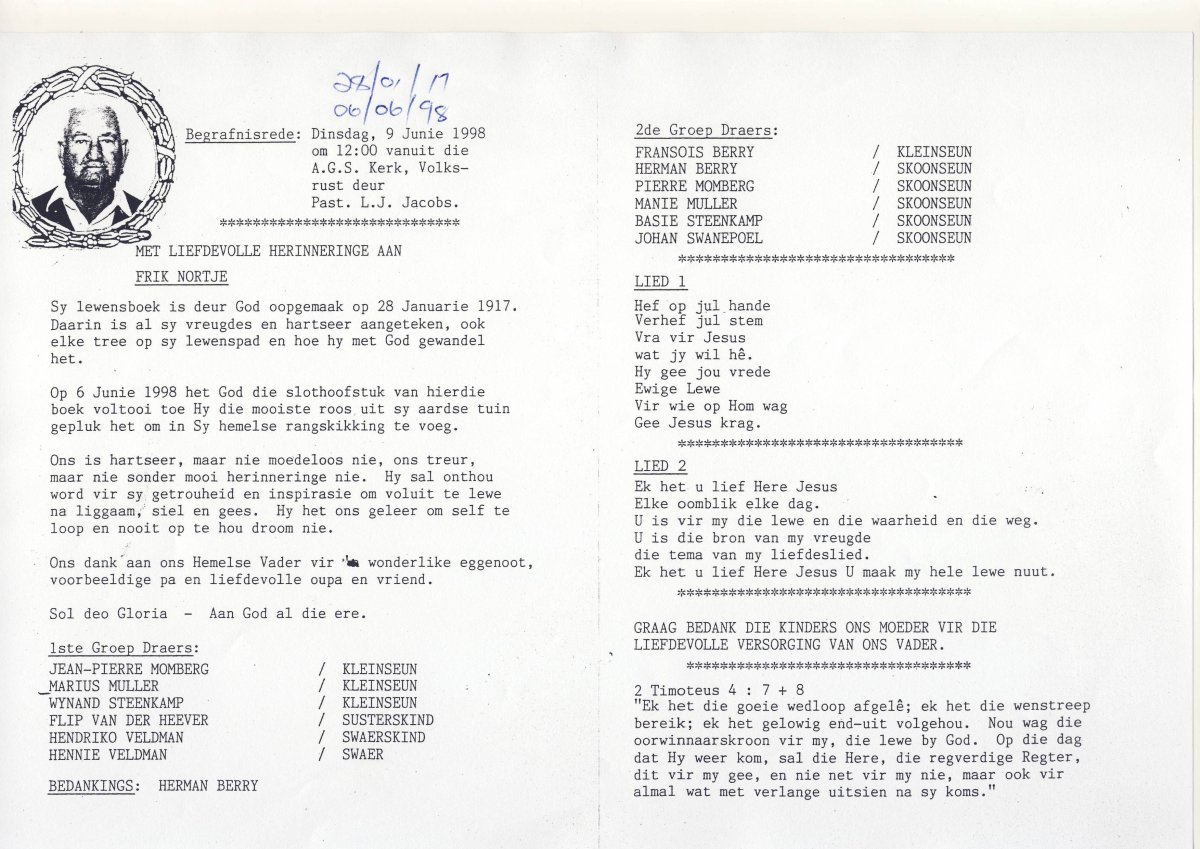 28/01/17
06/06/98
Begrafnisrede: Dinsdag, 9 Junie 1998
om 12:00 vanuit die
A.G.S. Kerk, Volks-
rust deur
Past. L.J. Jacobs.
****************************
MET LIEFDEVOLLE HERINNERINGE AAN
FRIK NORTJE
Sy lewensboek is deur God oopgemaak op 28 Januarie 1917.
Daarin is al sy vreugdes en hartseer aangeteken, ook
elke tree op sy lewenspad en hoe hy met God gewandel
het.
Op 6 Junie 1998 het God die slothoofstuk van hierdie
boek voltooi toe Hy die mooiste roos uit sy aardse tuin
gepluk het om in Sy hemelse rangskikking te voeg.
Ons is hartseer, maar nie moedeloos nie, ons treur,
maar nie sonder mooi herinneringe nie. Hy sal onthou
word vir sy getrouheid en inspirasie om voluit te lewe
na liggaam, siel en gees. Hy het ons geleer om self te
loop en nooit op te hou droom nie.
Ons dank aan ons Hemelse Vader vir wonderlike eggenoot,
voorbeeldige pa en liefdevolle oupa en vriend.
Sol deo Gloria - Aan God al die ere.
1ste Groep Draers:
JEAN-PIERRE MOMBERG / KLEINSEUN
MARIUS MULLER / KLEINSEUN
WYNAND STEENKAMP / KLEINSEUN
FLIP VAN DER HEEVER / SUSTERSKIND
HENDRIKO VELDMAN / SWAERSKIND
HENNIE VELDMAN / SWAER
BEDANKINGS: HERMAN BERRY
2de Groep Draers:
FRANSOIS BERRY / KLEINSEUN
HERMAN BERRY / SKOONSEUN
PIERRE MOMBERG / SKOONSEUN
MANIE MULLER / SKOONSEUN
BASIE STEENKAMP / SKOONSEUN
JOHAN SWANEPOEL / SKOONSEUN
*********************************
LIED 1
Hef op jul hande
Verhef jul stem
Vra vir Jesus
wat jy wil hê.
Hy gee jou vrede
Ewige Lewe
Vir wie op Hom wag
Gee Jesus krag.
**********************************
LIED 2
Ek het u lief Here Jesus
Elke oomblik elke dag.
U is vir my die lewe en die waarheid en die weg.
U is die bron van my vreugde
die tema van my liefdeslied.
Ek het u lief Here Jesus U maak my hele lewe nuut.
***********************************
GRAAG BEDANK DIE KINDERS ONS MOEDER VIR DIE
LIEFDEVOLLE VERSORGING VAN ONS VADER.
**********************************
2 Timoteus 4 : 7 + 8
"Ek het die goeie wedloop afgelê; ek het die wenstreep
bereik; ek het gelowig end-uit volgehou. Nou wag die
oorwinnaarskroon vir my, die lewe by God. Op die dag
dat Hy weer kom, sal die Here, die regverdige Regter,
dit vir my gee, en nie net vir my nie, maar ook vir
almal wat met verlange uitsien na sy koms."